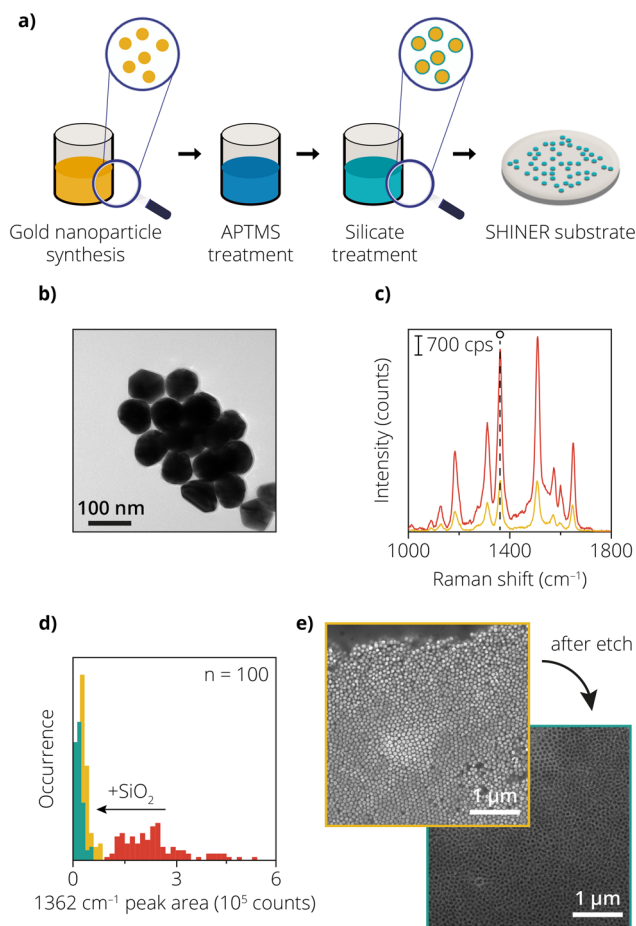 a)
Gold nanoparticle
synthesis
APTMS
treatment
Silicate
treatment
SHINER substrate
b)
100 nm
c)
700 cps
Intensity (counts)
1000
1400
1800
Raman shift (cm⁻¹)
d)
n = 100
+SiO₂
Occurrence
0
3
6
1362 cm⁻¹ peak area (10⁵ counts)
e)
after etch
1 µm
1 µm